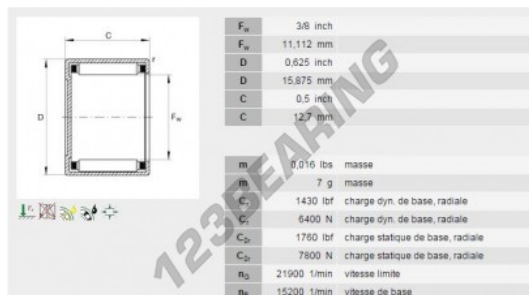 C
r
D
Fw
Fw 3/8 inch
Fw 11,112 mm
D 0,625 inch
D 15,875 mm
C 0,5 inch
C 12,7 mm
m 0,016 lbs masse
m 7 g masse
Cr 1430 lbf charge dyn. de base, radiale
Cr 6400 N charge dyn. de base, radiale
C0r 1760 lbf charge statique de base, radiale
C0r 7800 N charge statique de base, radiale
nG 21900 1/min vitesse limite
nB 15200 1/min vitesse de base
123BEARING